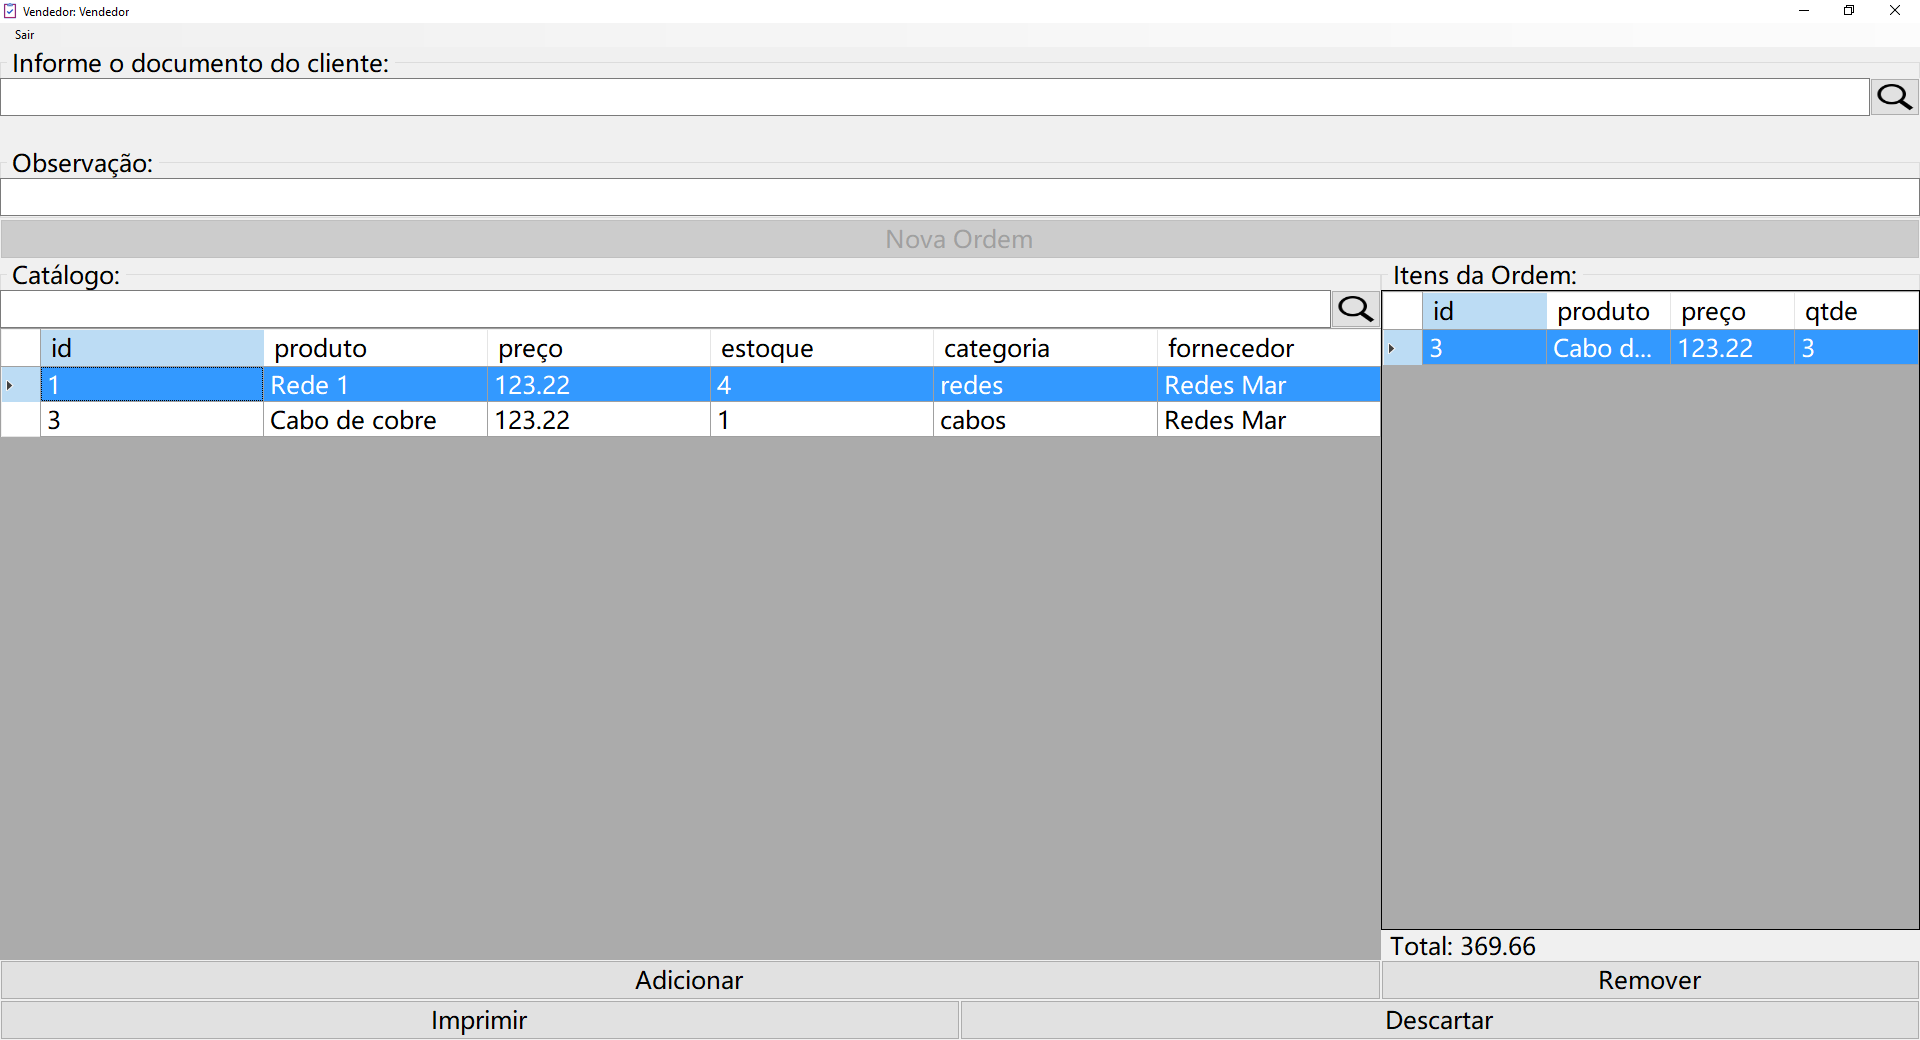 Vendedor: Vendedor
Sair
Informe o documento do cliente:
Observação:
Nova Ordem
Catálogo:
id produto preço estoque categoria fornecedor
1 Rede 1 123.22 4 redes Redes Mar
3 Cabo de cobre 123.22 1 cabos Redes Mar
Itens da Ordem:
id produto preço qtde
3 Cabo d... 123.22 3
Total: 369.66
Adicionar
Remover
Imprimir
Descartar